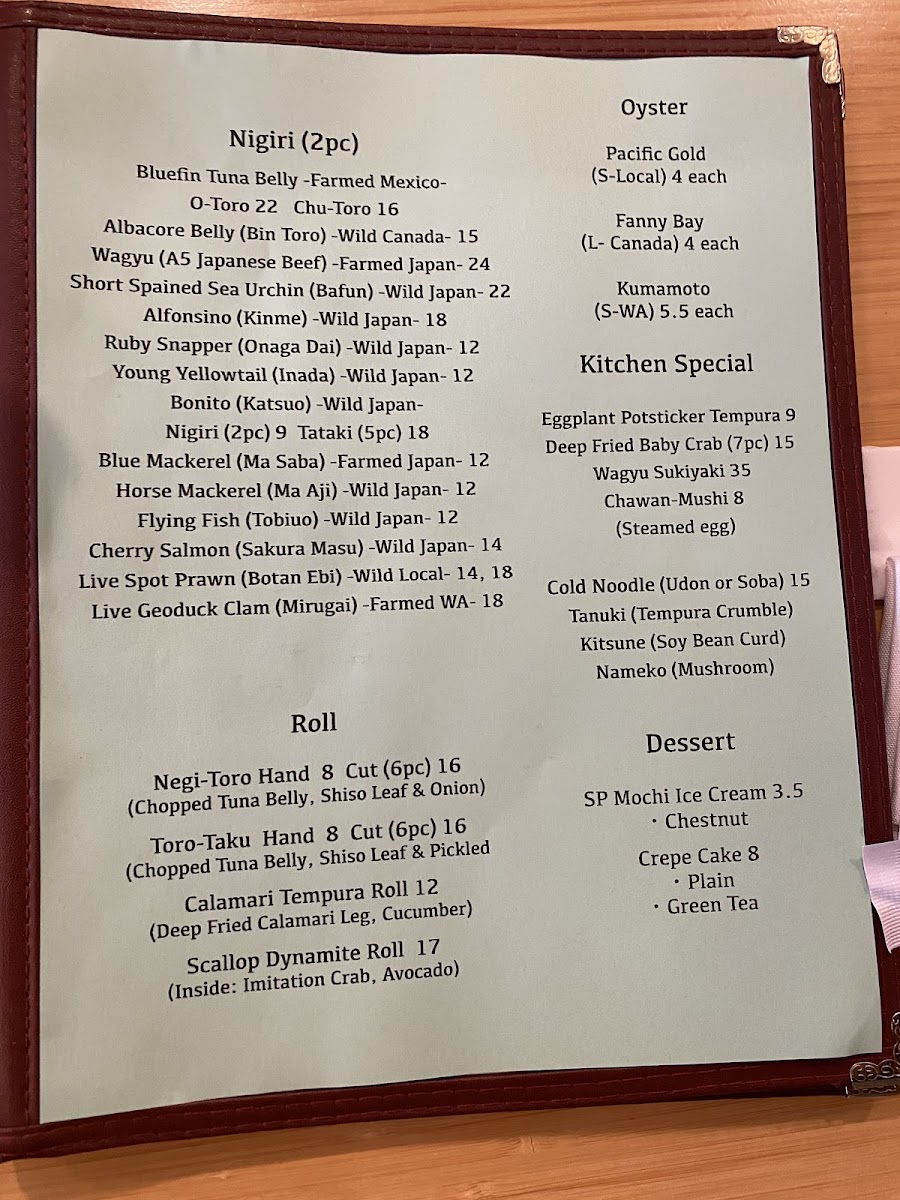 Nigiri (2pc)
Bluefin Tuna Belly -Farmed Mexico-
O-Toro 22 Chu-Toro 16
Albacore Belly (Bin Toro) -Wild Canada- 15
Wagyu (A5 Japanese Beef) -Farmed Japan- 24
Short Spained Sea Urchin (Bafun) -Wild Japan- 22
Alfonsino (Kinme) -Wild Japan- 18
Ruby Snapper (Onaga Dai) -Wild Japan- 12
Young Yellowtail (Inada) -Wild Japan- 12
Bonito (Katsuo) -Wild Japan-
Nigiri (2pc) 9 Tataki (5pc) 18
Blue Mackerel (Ma Saba) -Farmed Japan- 12
Horse Mackerel (Ma Aji) -Wild Japan- 12
Flying Fish (Tobiuo) -Wild Japan- 12
Cherry Salmon (Sakura Masu) -Wild Japan- 14
Live Spot Prawn (Botan Ebi) -Wild Local- 14, 18
Live Geoduck Clam (Mirugai) -Farmed WA- 18
Roll
Negi-Toro Hand 8 Cut (6pc) 16
(Chopped Tuna Belly, Shiso Leaf & Onion)
Toro-Taku Hand 8 Cut (6pc) 16
(Chopped Tuna Belly, Shiso Leaf & Pickled
Calamari Tempura Roll 12
(Deep Fried Calamari Leg, Cucumber)
Scallop Dynamite Roll 17
(Inside: Imitation Crab, Avocado)
Oyster
Pacific Gold
(S-Local) 4 each
Fanny Bay
(L- Canada) 4 each
Kumamoto
(S-WA) 5.5 each
Kitchen Special
Eggplant Potsticker Tempura 9
Deep Fried Baby Crab (7pc) 15
Wagyu Sukiyaki 35
Chawan-Mushi 8
(Steamed egg)
Cold Noodle (Udon or Soba) 15
Tanuki (Tempura Crumble)
Kitsune (Soy Bean Curd)
Nameko (Mushroom)
Dessert
SP Mochi Ice Cream 3.5
・Chestnut
Crepe Cake 8
・Plain
・Green Tea